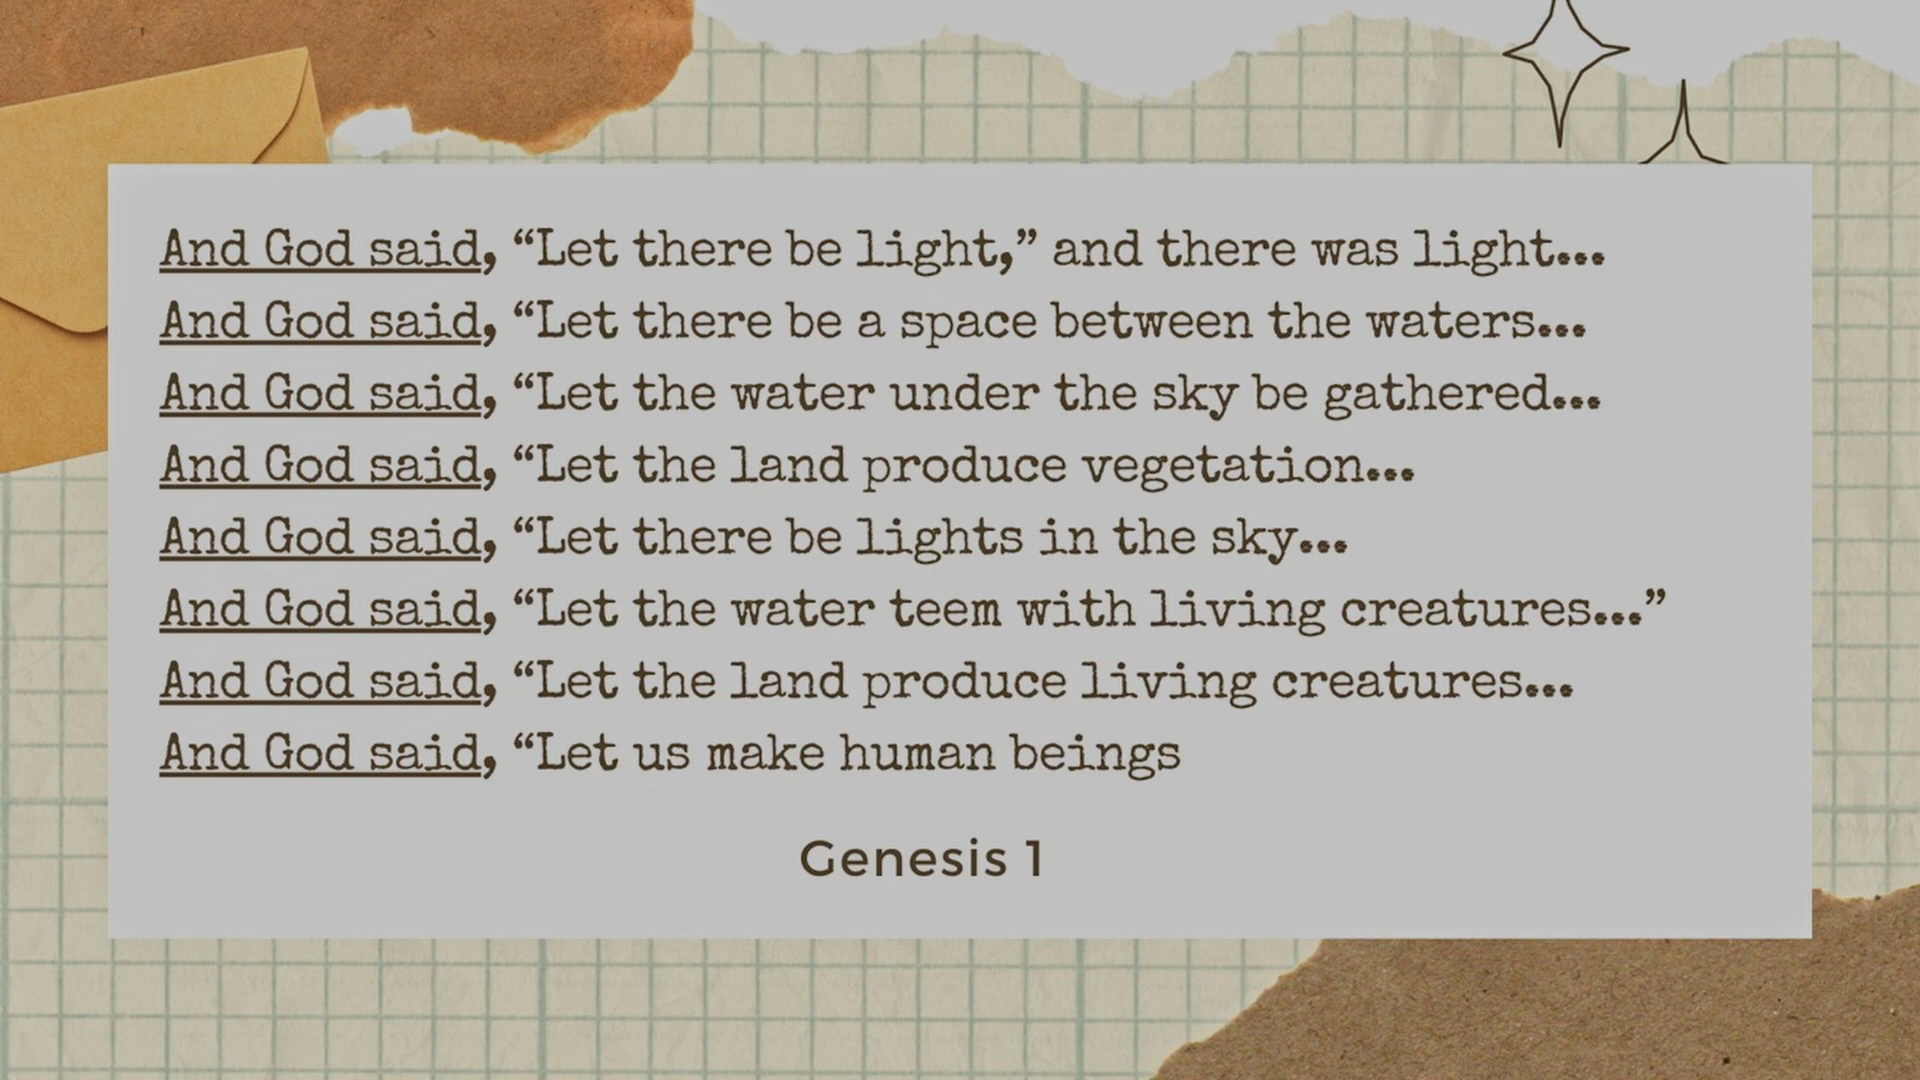 And God said, “Let there be light,” and there was light...
And God said, “Let there be a space between the waters...
And God said, “Let the water under the sky be gathered...
And God said, “Let the land produce vegetation...
And God said, “Let there be lights in the sky...
And God said, “Let the water teem with living creatures...”
And God said, “Let the land produce living creatures...
And God said, “Let us make human beings
Genesis 1